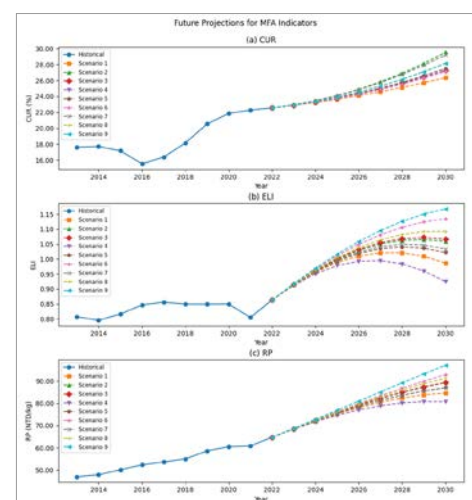 Future Projections for MFA Indicators
(a) CUR
30.00
28.00
26.00
24.00
22.00
20.00
18.00
16.00
CUR (%)
Historical
Scenario 1
Scenario 2
Scenario 3
Scenario 4
Scenario 5
Scenario 6
Scenario 7
Scenario 8
Scenario 9
2014 2016 2018 2020 2022 2024 2026 2028 2030
Year
(b) ELI
1.15
1.10
1.05
1.00
0.95
0.90
0.85
0.80
ELI
Historical
Scenario 1
Scenario 2
Scenario 3
Scenario 4
Scenario 5
Scenario 6
Scenario 7
Scenario 8
Scenario 9
2014 2016 2018 2020 2022 2024 2026 2028 2030
Year
(c) RP
90.00
80.00
70.00
60.00
50.00
RP (NTD/kg)
Historical
Scenario 1
Scenario 2
Scenario 3
Scenario 4
Scenario 5
Scenario 6
Scenario 7
Scenario 8
Scenario 9
2014 2016 2018 2020 2022 2024 2026 2028 2030
Year